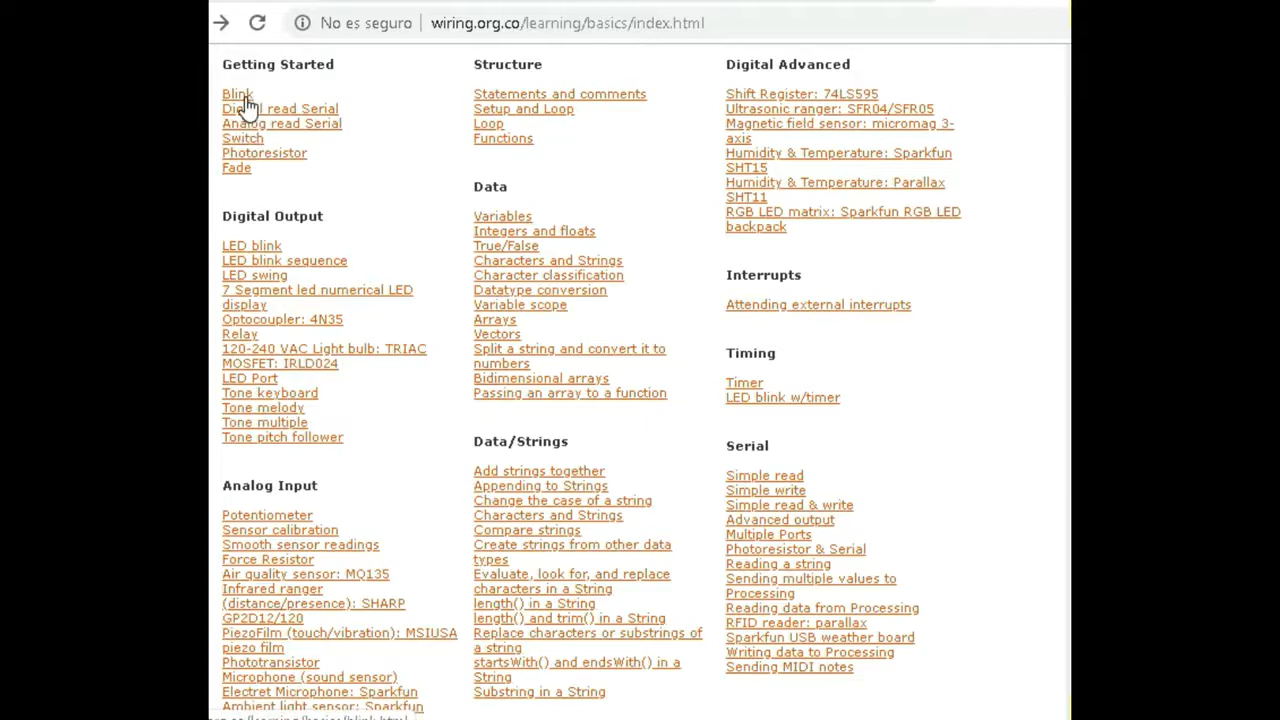 No es seguro | wiring.org.co/learning/basics/index.html
Getting Started
Blink
Digital read Serial
Analog read Serial
Switch
Photoresistor
Fade
Digital Output
LED blink
LED blink sequence
LED swing
7 Segment led numerical LED
display
Optocoupler: 4N35
Relay
120-240 VAC Light bulb: TRIAC
MOSFET: IRLD024
LED Port
Tone keyboard
Tone melody
Tone multiple
Tone pitch follower
Analog Input
Potentiometer
Sensor calibration
Smooth sensor readings
Force Resistor
Air quality sensor: MQ135
Infrared ranger
(distance/presence): SHARP
GP2D12/120
PiezoFilm (touch/vibration): MSIUSA
piezo film
Phototransistor
Microphone (sound sensor)
Electret Microphone: Sparkfun
Ambient light sensor: Sparkfun
Structure
Statements and comments
Setup and Loop
Loop
Functions
Data
Variables
Integers and floats
True/False
Characters and Strings
Character classification
Datatype conversion
Variable scope
Arrays
Vectors
Split a string and convert it to
numbers
Bidimensional arrays
Passing an array to a function
Data/Strings
Add strings together
Appending to Strings
Change the case of a string
Characters and Strings
Compare strings
Create strings from other data
types
Evaluate, look for, and replace
characters in a String
length() in a String
length() and trim() in a String
Replace characters or substrings of
a string
startsWith() and endsWith() in a
String
Substring in a String
Digital Advanced
Shift Register: 74LS595
Ultrasonic ranger: SFR04/SFR05
Magnetic field sensor: micromag 3-
axis
Humidity & Temperature: Sparkfun
SHT15
Humidity & Temperature: Parallax
SHT11
RGB LED matrix: Sparkfun RGB LED
backpack
Interrupts
Attending external interrupts
Timing
Timer
LED blink w/timer
Serial
Simple read
Simple write
Simple read & write
Advanced output
Multiple Ports
Photoresistor & Serial
Reading a string
Sending multiple values to
Processing
Reading data from Processing
RFID reader: parallax
Sparkfun USB weather board
Writing data to Processing
Sending MIDI notes